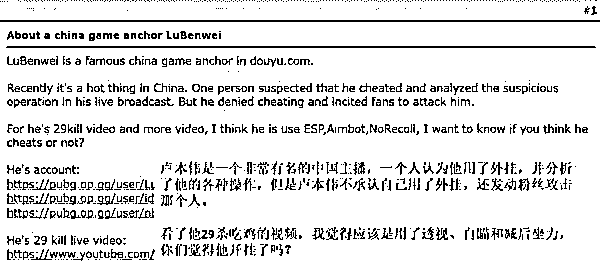 #1
About a china game anchor LuBenwei
LuBenwei is a famous china game anchor in douyu.com.
Recently it's a hot thing in China. One person suspected that he cheated and analyzed the suspicious
operation in his live broadcast. But he denied cheating and incited fans to attack him.
For he's 29kill video and more video, I think he is use ESP,Aimbot,NoRecoil, I want to know if you think he
cheats or not?
He's account:
https://pubg.op.gg/user/
https://pubg.op.gg/user/id
https://pubg.op.gg/user/
He's 29 kill live video:
https://www.youtube.com/
卢本伟是一个非常有名的中国主播，一个人认为他用了外挂，并分析
了他的各种操作，但是卢本伟不承认自己用了外挂，还发动粉丝攻击
那个人。
看了他29杀吃鸡的视频，我觉得应该是用了透视、自瞄和减后坐力，
你们觉得他开挂了吗？